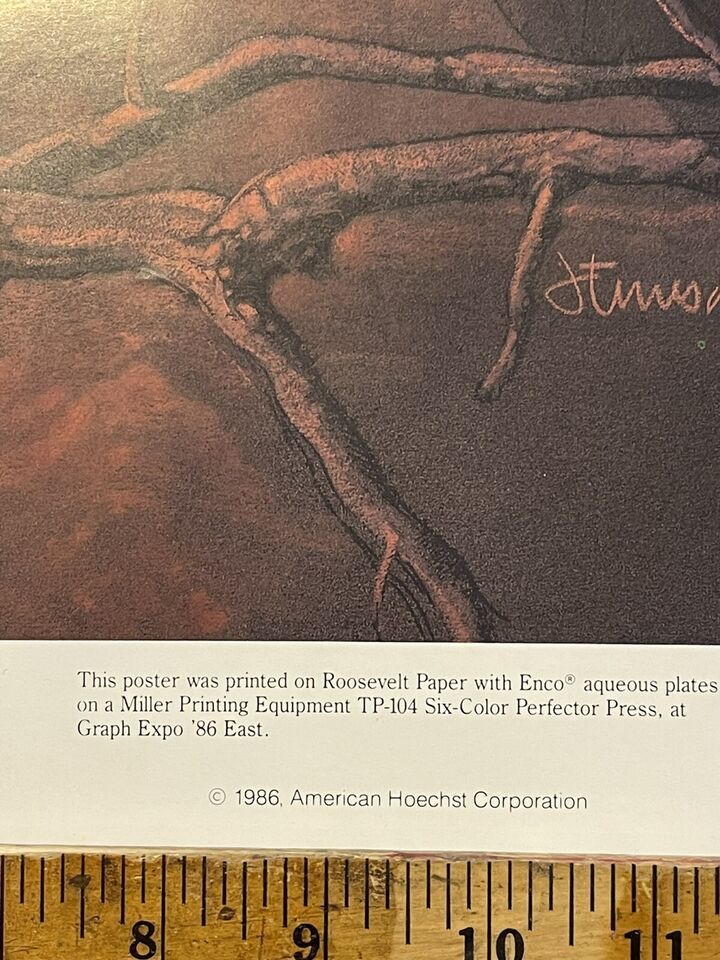 This poster was printed on Roosevelt Paper with Enco® aqueous plates
on a Miller Printing Equipment TP-104 Six-Color Perfector Press, at
Graph Expo '86 East.
© 1986, American Hoechst Corporation
8 9 10 11